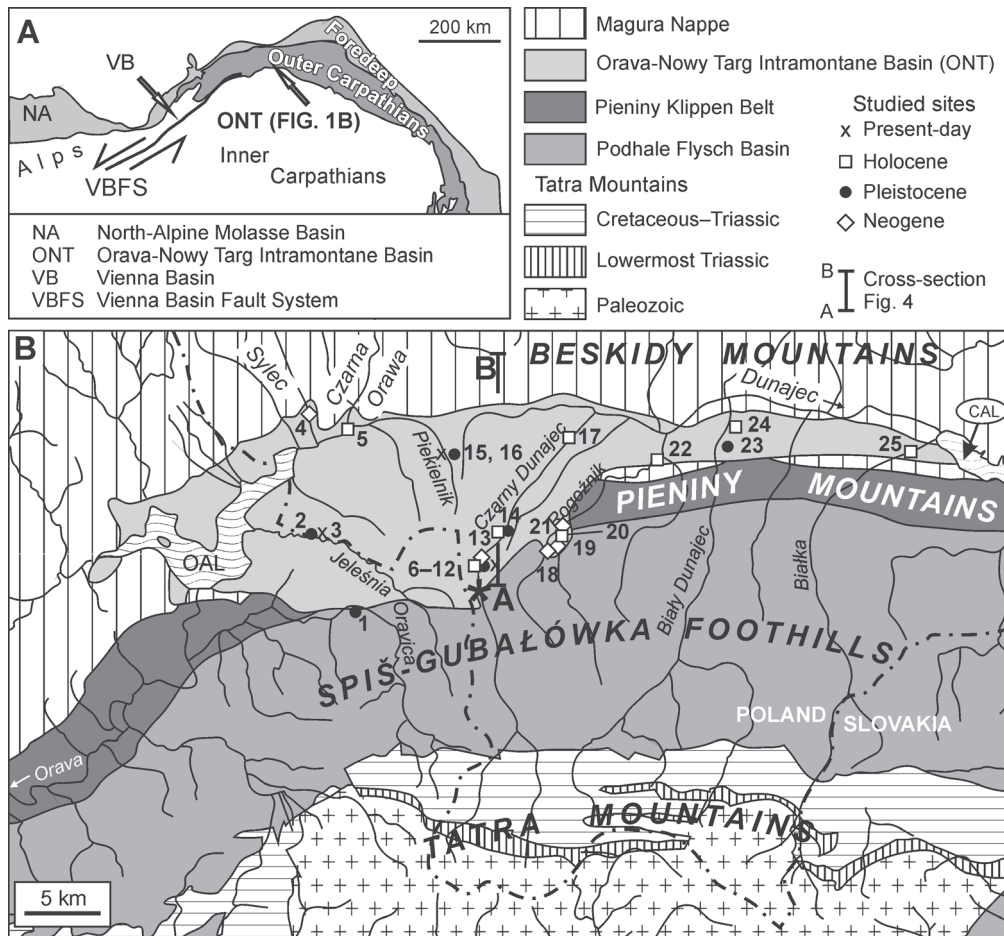 A
200 km
VB
Foredeep
Outer Carpathians
NA
ONT (FIG. 1B)
Alps
Inner
Carpathians
VBFS
NA North-Alpine Molasse Basin
ONT Orava-Nowy Targ Intramontane Basin
VB Vienna Basin
VBFS Vienna Basin Fault System
Magura Nappe
Orava-Nowy Targ Intramontane Basin (ONT)
Pieniny Klippen Belt
Podhale Flysch Basin
Tatra Mountains
Cretaceous–Triassic
Lowermost Triassic
Paleozoic
Studied sites
x Present-day
Holocene
Pleistocene
Neogene
B
A
Cross-section
Fig. 4
B
B
BESKIDY MOUNTAINS
Sylec
Czarna
Orawa
Dunajec
CAL
4
5
Piekielnik
x
15, 16
Czarny Dunajec
17
24
23
22
25
Rogoźnik
PIENINY MOUNTAINS
14
13
21
20
19
18
2
x
3
OAL
Jeleśnia
6–12
x
A
1
Oravica
Biały Dunajec
Białka
SPIŠ-GUBAŁÓWKA FOOTHILLS
POLAND
SLOVAKIA
Orava
TATRA MOUNTAINS
5 km